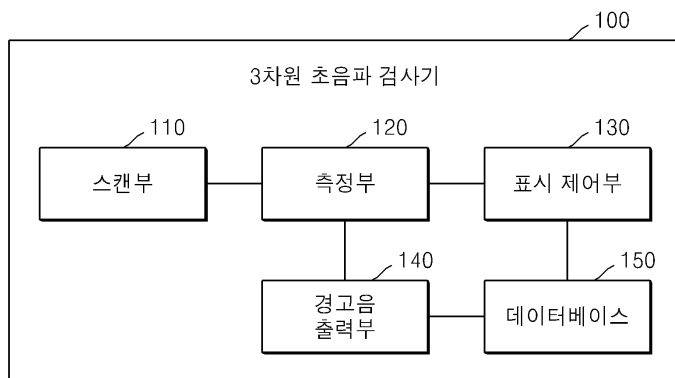 100
3차원 초음파 검사기
110
120
130
스캔부
측정부
표시 제어부
140
150
경고음
출력부
데이터베이스